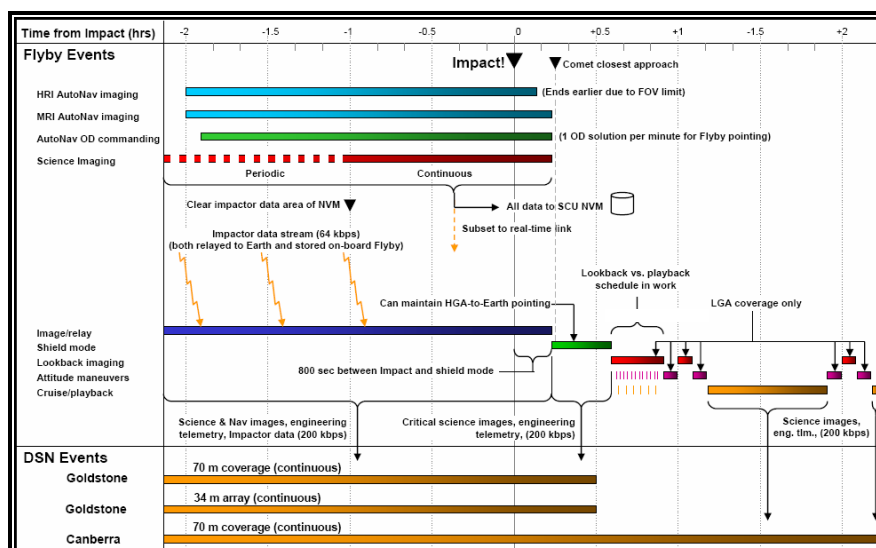 Time from Impact (hrs) -2 -1.5 -1 -0.5 0 +0.5 +1 -1.5 +2
Flyby Events
Impact!
Comet closest approach
HRI AutoNav imaging
(Ends earlier due to FOV limit)
MRI AutoNav imaging
AutoNav OD commanding
(1 OD solution per minute for Flyby pointing)
Science Imaging
Periodic
Continuous
Clear impactor data area of NVM
All data to SCU NVM
Subset to real-time link
Impactor data stream (64 kbps)
(both relayed to Earth and stored on-board Flyby)
Lookback vs. playback
schedule in work
Can maintain HGA-to-Earth pointing
LGA coverage only
Image/relay
Shield mode
Lookback imaging
800 sec between Impact and shield mode
Attitude maneuvers
Cruise/playback
Science & Nav images, engineering
telemetry, Impactor data (200 kbps)
Critical science images, engineering
telemetry, (200 kbps)
Science images,
eng. tlm., (200 kbps)
DSN Events
70 m coverage (continuous)
Goldstone
34 m array (continuous)
Goldstone
70 m coverage (continuous)
Canberra